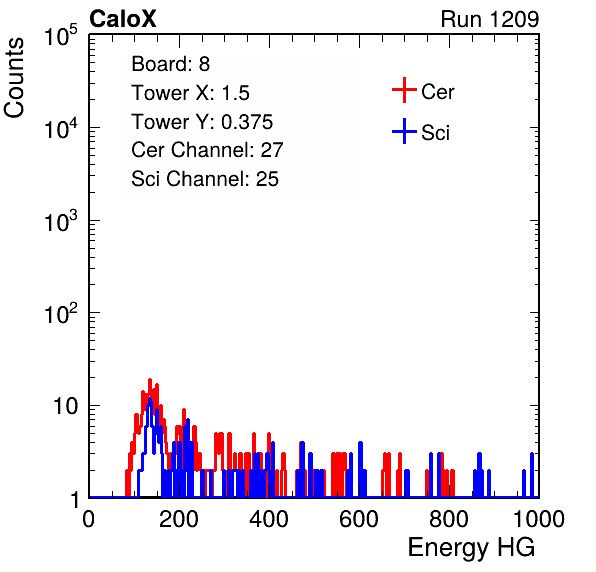 CaloX Run 1209
Counts
10^5
10^4
10^3
10^2
10
1
Board: 8
Tower X: 1.5
Tower Y: 0.375
Cer Channel: 27
Sci Channel: 25
Cer
Sci
0 200 400 600 800 1000
Energy HG